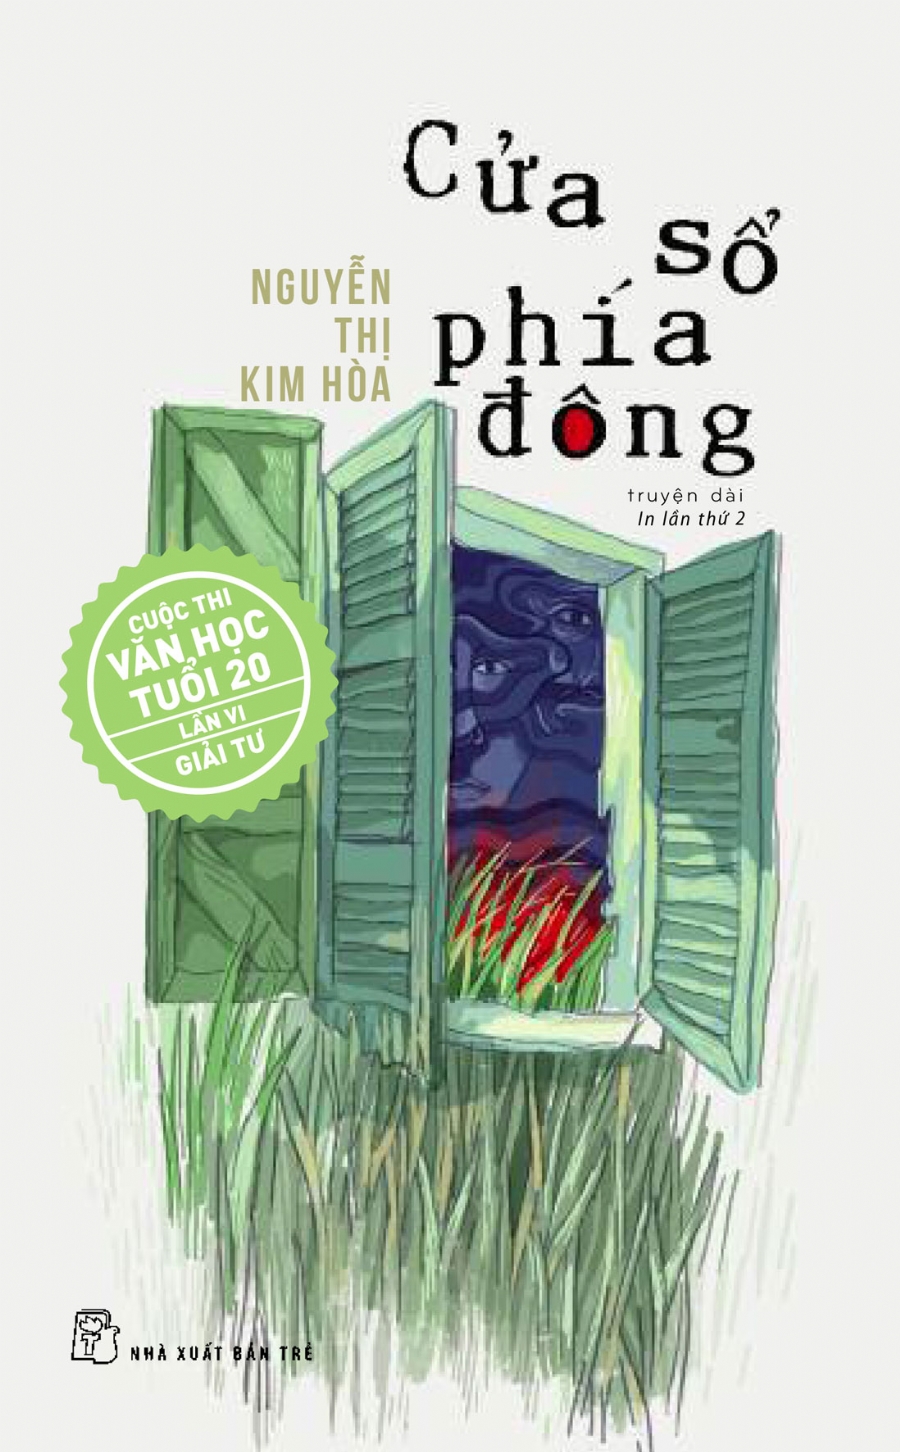 Cửa
sổ
phía
đông
NGUYỄN
THỊ
KIM HÒA
truyện dài
In lần thứ 2
CUỘC THI
VĂN HỌC
TUỔI 20
LẦN VI
GIẢI TƯ
NHÀ XUẤT BẢN TRẺ